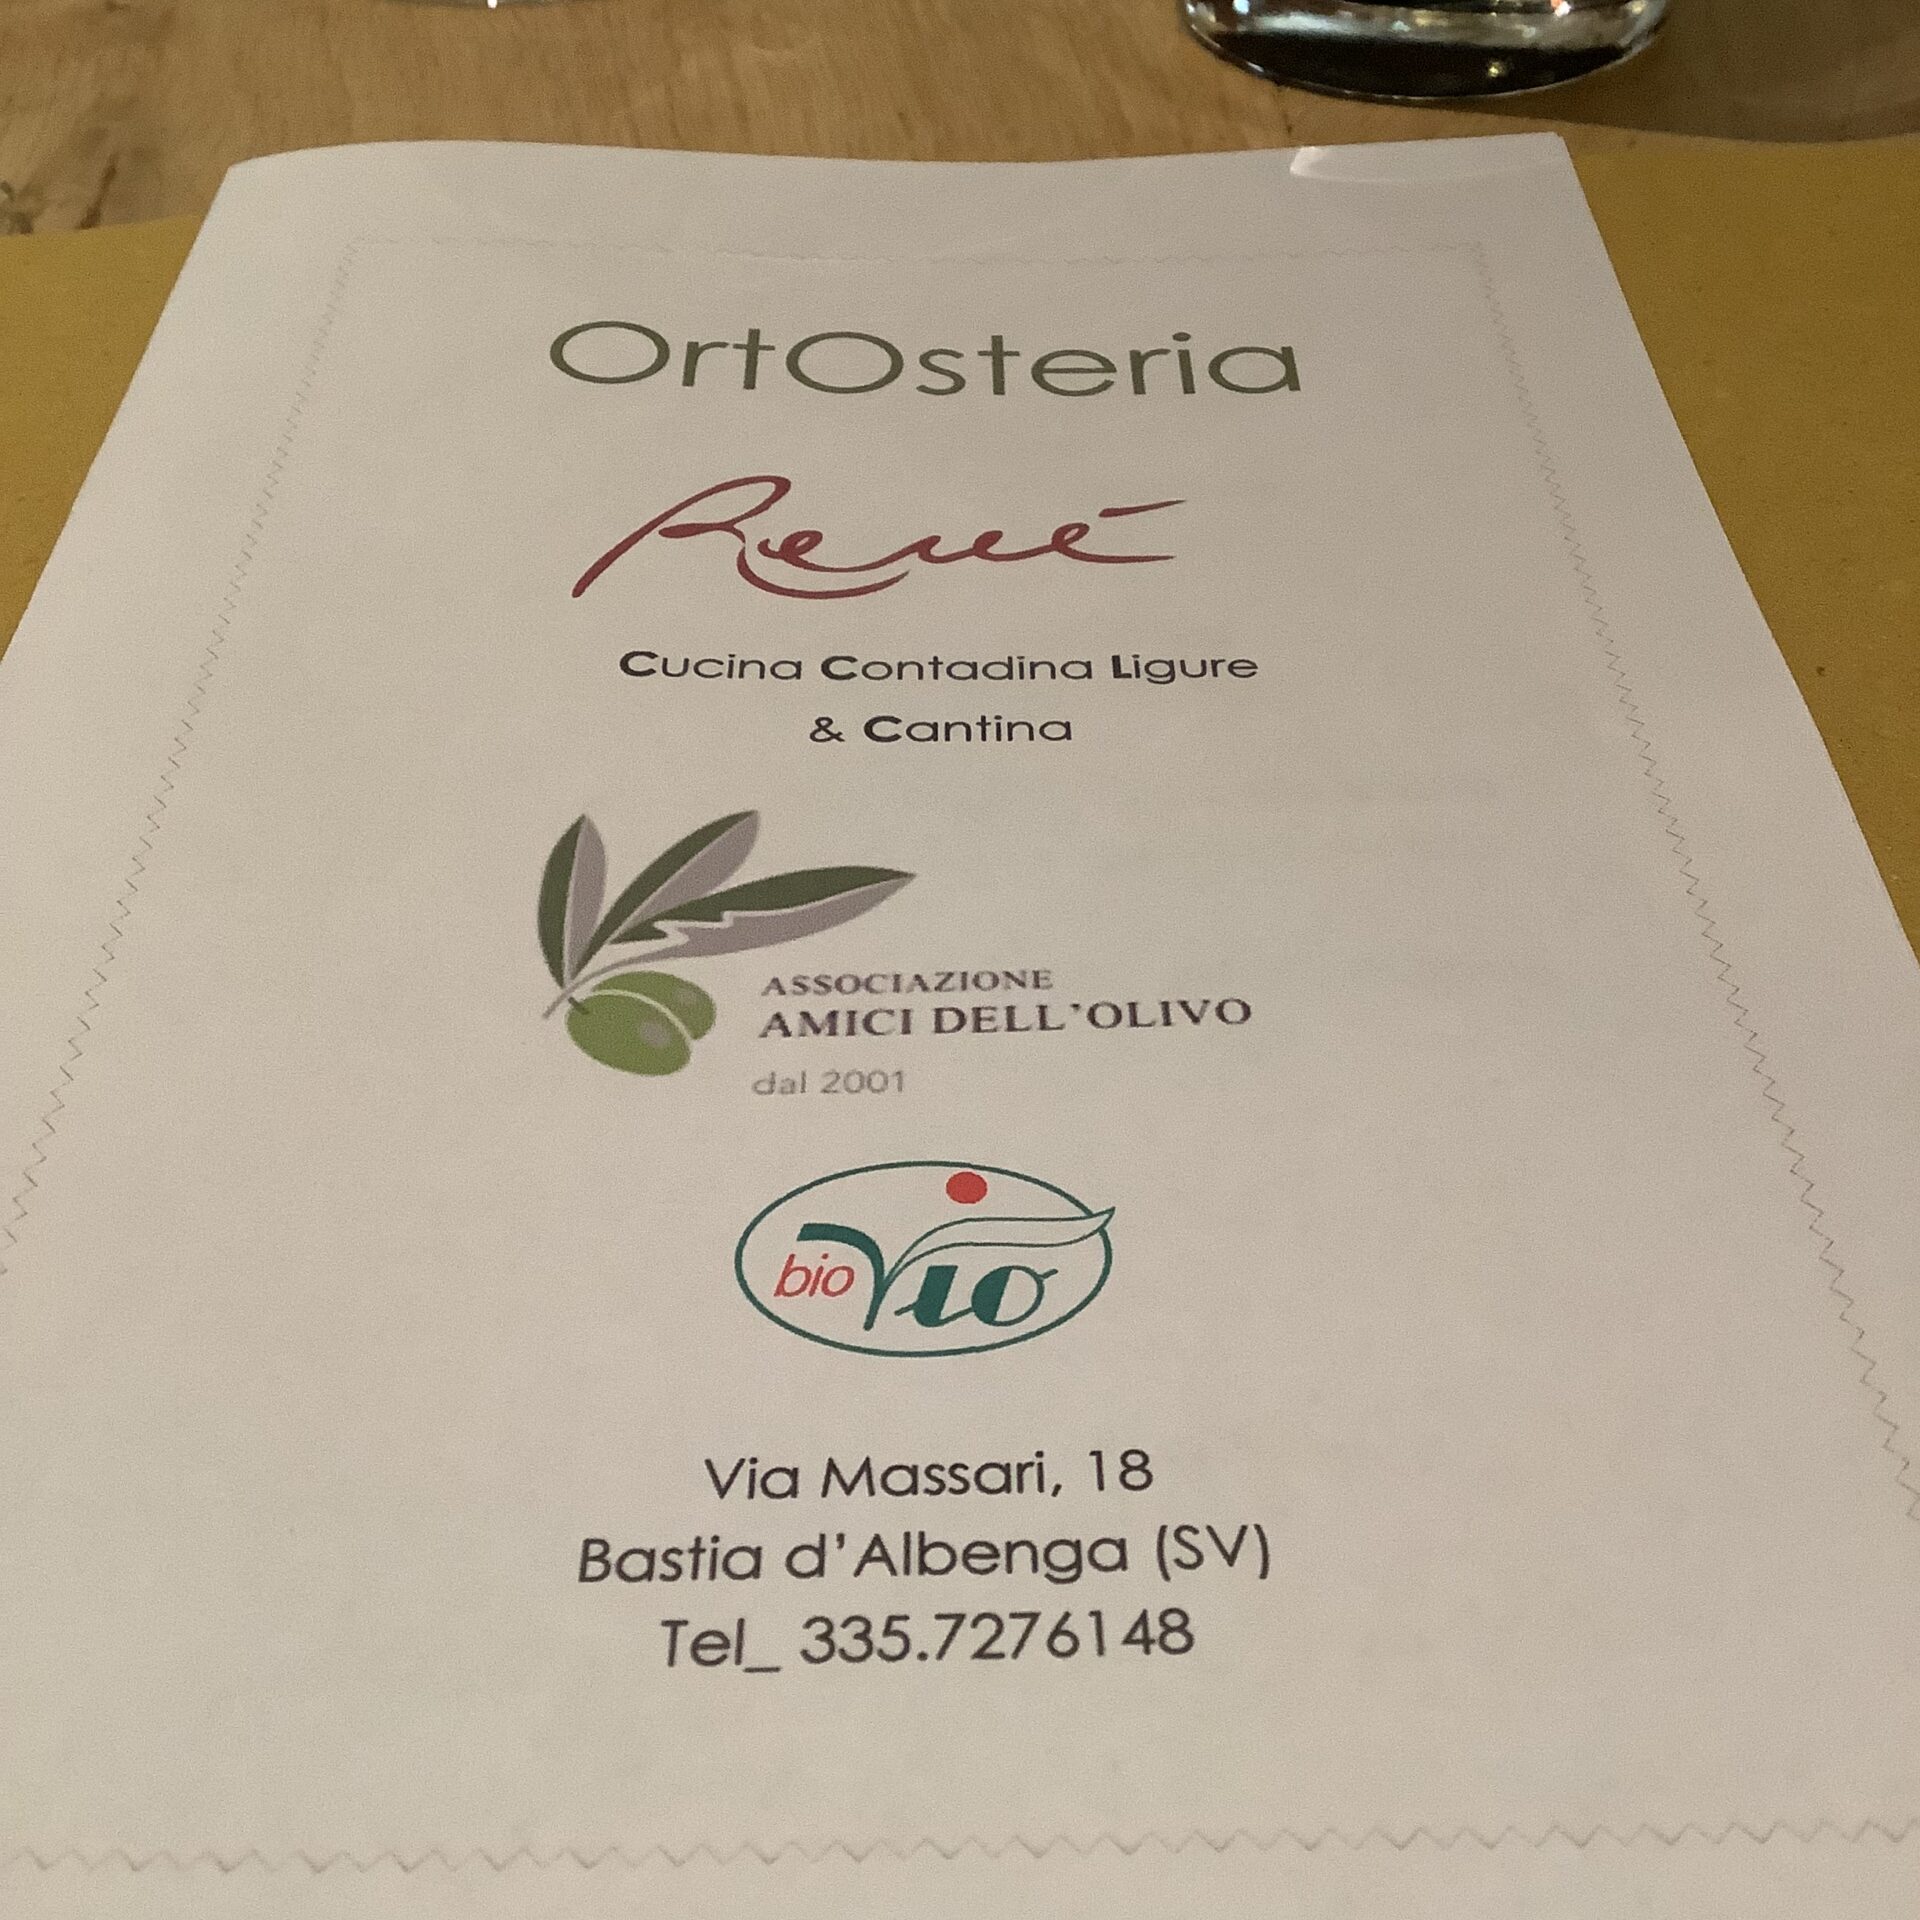 OrtOsteria
René
Cucina Contadina Ligure
& Cantina
ASSOCIAZIONE
AMICI DELL'OLIVO
dal 2001
bio Vio
Via Massari, 18
Bastia d'Albenga (SV)
Tel_ 335.7276148